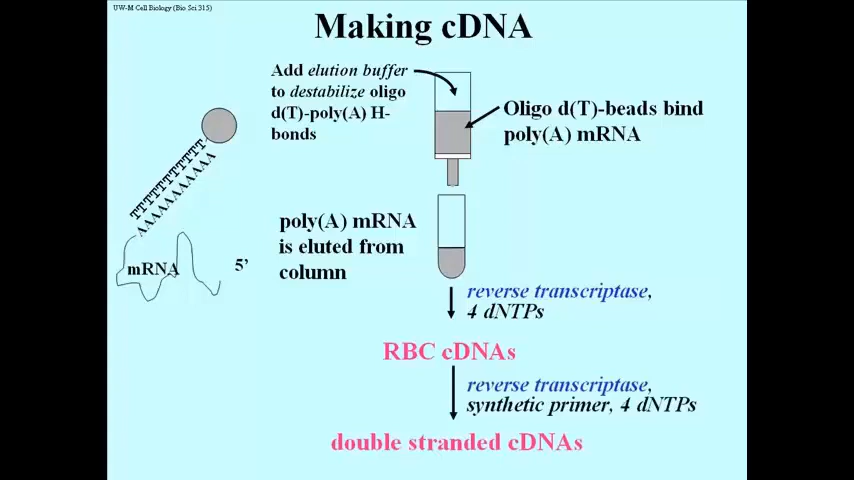 UW-M Cell Biology (Bio Sci 315)
Making cDNA
Add elution buffer
to destabilize oligo
d(T)-poly(A) H-
bonds
Oligo d(T)-beads bind
poly(A) mRNA
TTTTTTTTTTT
AAAAAAAAAAA
poly(A) mRNA
is eluted from
column
mRNA
5’
reverse transcriptase,
4 dNTPs
RBC cDNAs
reverse transcriptase,
synthetic primer, 4 dNTPs
double stranded cDNAs